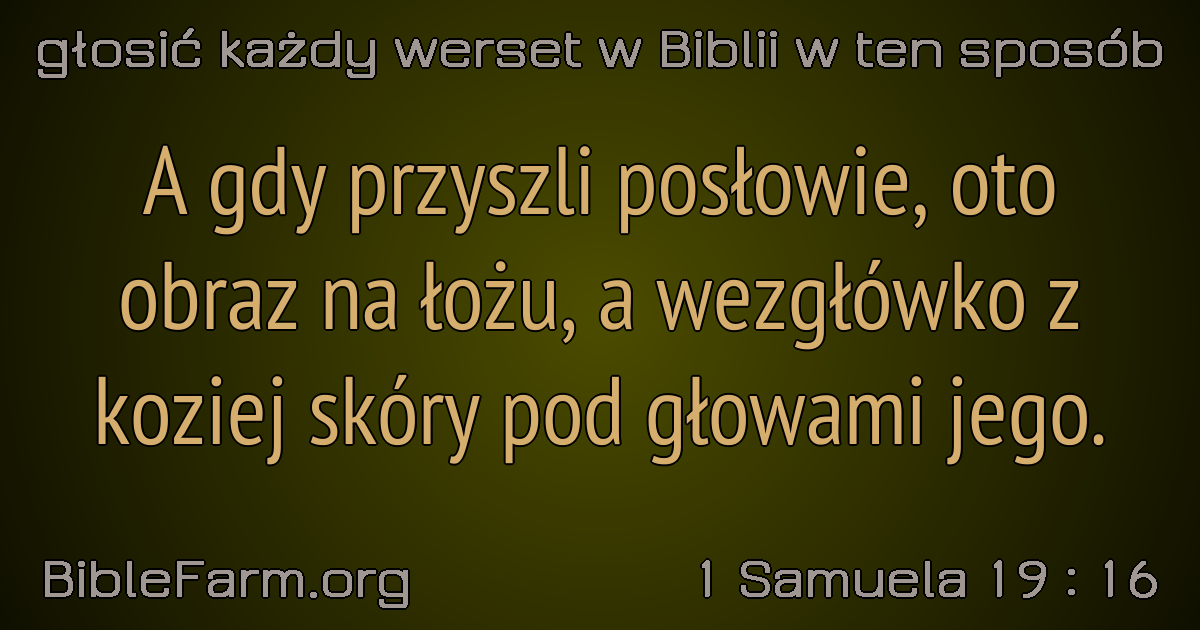 głosić każdy werset w Biblii w ten sposób
A gdy przyszli posłowie, oto
obraz na łożu, a wezgłówko z
koziej skóry pod głowami jego.
BibleFarm.org
1 Samuela 19 : 16